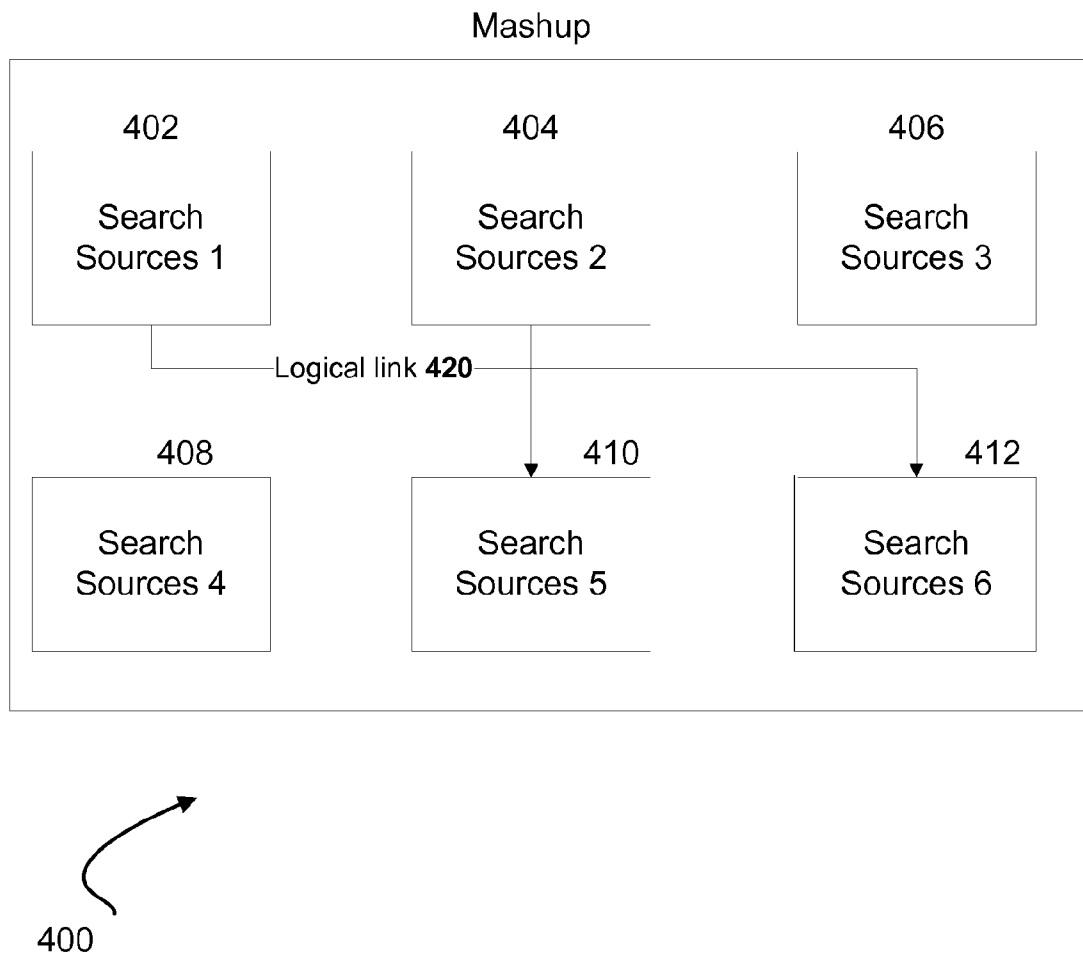 Mashup
402
404
406
Search
Sources 1
Search
Sources 2
Search
Sources 3
Logical link 420
408
410
412
Search
Sources 4
Search
Sources 5
Search
Sources 6
400